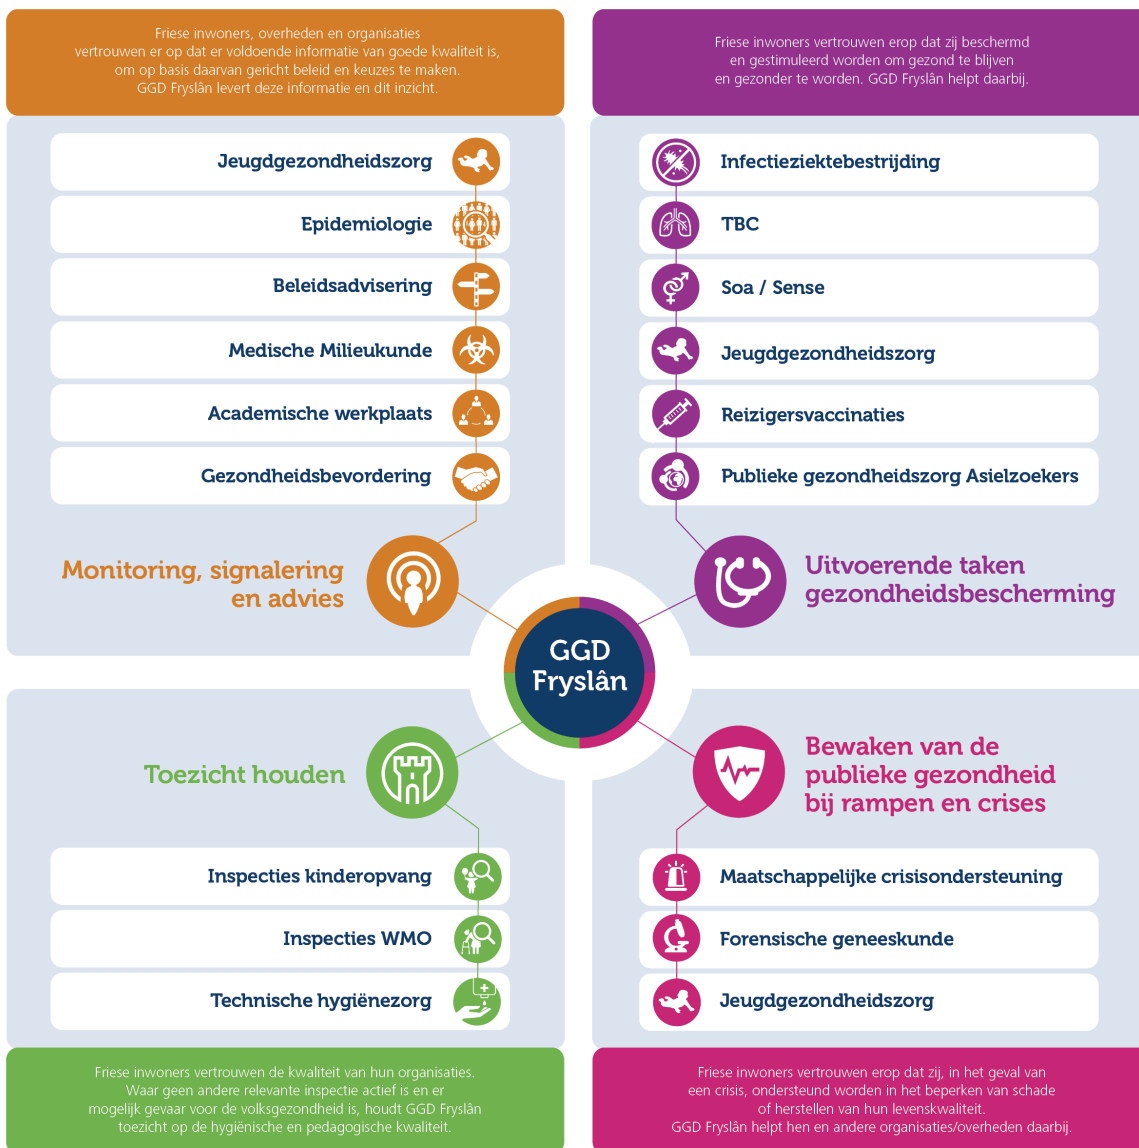 Friese inwoners, overheden en organisaties
vertrouwen er op dat er voldoende informatie van goede kwaliteit is,
om op basis daarvan gericht beleid en keuzes te maken.
GGD Fryslân levert deze informatie en dit inzicht.
Jeugdgezondheidszorg
Epidemiologie
Beleidsadvisering
Medische Milieukunde
Academische werkplaats
Gezondheidsbevordering
Monitoring, signalering
en advies
Friese inwoners vertrouwen erop dat zij beschermd
en gestimuleerd worden om gezond te blijven
en gezonder te worden. GGD Fryslân helpt daarbij.
Infectieziektebestrijding
TBC
Soa / Sense
Jeugdgezondheidszorg
Reizigersvaccinaties
Publieke gezondheidszorg Asielzoekers
Uitvoerende taken
gezondheidsbescherming
GGD
Fryslân
Toezicht houden
Inspecties kinderopvang
Inspecties WMO
Technische hygiënezorg
Friese inwoners vertrouwen de kwaliteit van hun organisaties.
Waar geen andere relevante inspectie actief is en er
mogelijk gevaar voor de volksgezondheid is, houdt GGD Fryslân
toezicht op de hygiënische en pedagogische kwaliteit.
Bewaken van de
publieke gezondheid
bij rampen en crises
Maatschappelijke crisisondersteuning
Forensische geneeskunde
Jeugdgezondheidszorg
Friese inwoners vertrouwen erop dat zij, in het geval van
een crisis, ondersteund worden in het beperken van schade
of herstellen van hun levenskwaliteit.
GGD Fryslân helpt hen en andere organisaties/overheden daarbij.